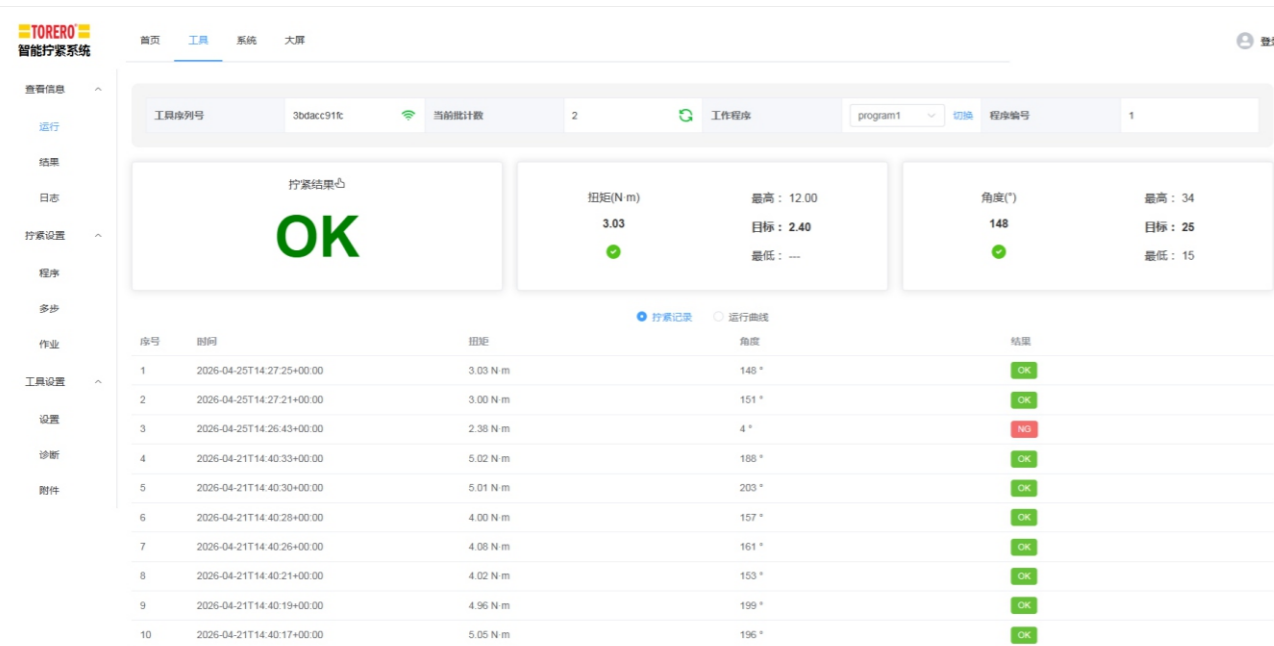 TORERO
智能拧紧系统
首页 工具 系统 大屏
查看信息
运行
结果
日志
拧紧设置
程序
多步
作业
工具设置
设置
诊断
附件
工具序列号 3bdacc91fc 当前批计数 2 工作程序 program1 切换 程序编号 1
拧紧结果
OK
扭矩(N·m)
3.03
最高： 12.00
目标： 2.40
最低： ---
角度(°)
148
最高： 34
目标： 25
最低： 15
拧紧记录 运行曲线
序号 时间 扭矩 角度 结果
1 2026-04-25T14:27:25+00:00 3.03 N·m 148 ° OK
2 2026-04-25T14:27:21+00:00 3.00 N·m 151 ° OK
3 2026-04-25T14:26:43+00:00 2.38 N·m 4 ° NG
4 2026-04-21T14:40:33+00:00 5.02 N·m 188 ° OK
5 2026-04-21T14:40:30+00:00 5.01 N·m 203 ° OK
6 2026-04-21T14:40:28+00:00 4.00 N·m 157 ° OK
7 2026-04-21T14:40:26+00:00 4.08 N·m 161 ° OK
8 2026-04-21T14:40:21+00:00 4.02 N·m 153 ° OK
9 2026-04-21T14:40:19+00:00 4.96 N·m 199 ° OK
10 2026-04-21T14:40:17+00:00 5.05 N·m 196 ° OK